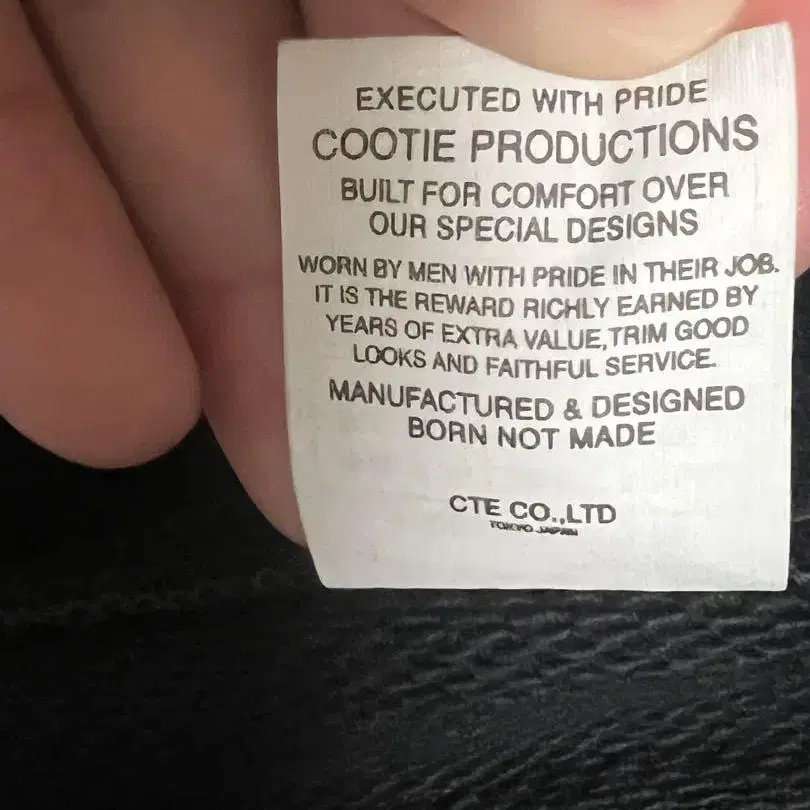 EXECUTED WITH PRIDE
COOTIE PRODUCTIONS
BUILT FOR COMFORT OVER
OUR SPECIAL DESIGNS
WORN BY MEN WITH PRIDE IN THEIR JOB.
IT IS THE REWARD RICHLY EARNED BY
YEARS OF EXTRA VALUE,TRIM GOOD
LOOKS AND FAITHFUL SERVICE.
MANUFACTURED & DESIGNED
BORN NOT MADE
CTE CO.,LTD
TOKYO JAPAN